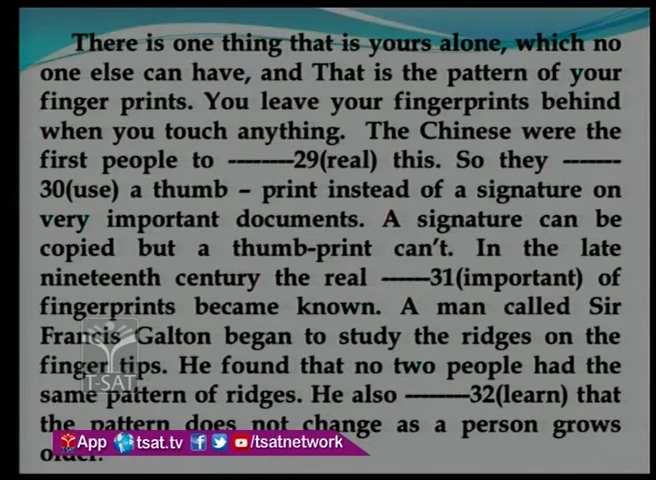 There is one thing that is yours alone, which no
one else can have, and That is the pattern of your
finger prints. You leave your fingerprints behind
when you touch anything. The Chinese were the
first people to --------29(real) this. So they -------
30(use) a thumb – print instead of a signature on
very important documents. A signature can be
copied but a thumb-print can't. In the late
nineteenth century the real ------31(important) of
fingerprints became known. A man called Sir
Francis Galton began to study the ridges on the
finger tips. He found that no two people had the
same pattern of ridges. He also --------32(learn) that
the pattern does not change as a person grows
older.
T-SAT
App tsat.tv /tsatnetwork